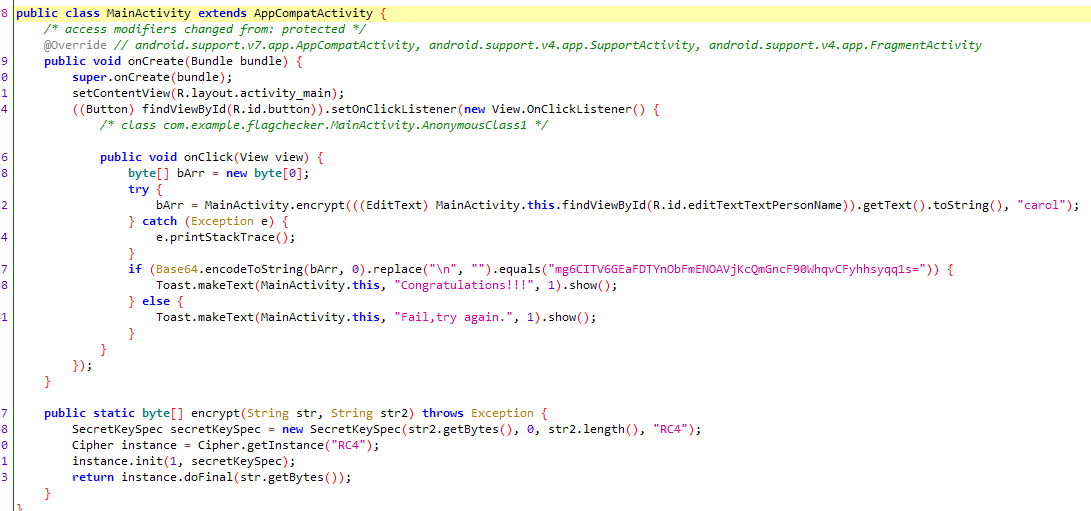 8 public class MainActivity extends AppCompatActivity {
/* access modifiers changed from: protected */
@Override // android.support.v7.app.AppCompatActivity, android.support.v4.app.SupportActivity, android.support.v4.app.FragmentActivity
9 public void onCreate(Bundle bundle) {
0 super.onCreate(bundle);
1 setContentView(R.layout.activity_main);
4 ((Button) findViewById(R.id.button)).setOnClickListener(new View.OnClickListener() {
/* class com.example.flagchecker.MainActivity.AnonymousClass1 */
6 public void onClick(View view) {
8 byte[] bArr = new byte[0];
try {
2 bArr = MainActivity.encrypt(((EditText) MainActivity.this.findViewById(R.id.editTextTextPersonName)).getText().toString(), "carol");
} catch (Exception e) {
4 e.printStackTrace();
}
7 if (Base64.encodeToString(bArr, 0).replace("\n", "").equals("mg6CITV6GEaFDTYnObFmENOAVjKcQmGncF90WhqvCFyhhsyqq1s=")) {
8 Toast.makeText(MainActivity.this, "Congratulations!!!", 1).show();
} else {
1 Toast.makeText(MainActivity.this, "Fail,try again.", 1).show();
}
}
});
}
7 public static byte[] encrypt(String str, String str2) throws Exception {
8 SecretKeySpec secretKeySpec = new SecretKeySpec(str2.getBytes(), 0, str2.length(), "RC4");
0 Cipher instance = Cipher.getInstance("RC4");
1 instance.init(1, secretKeySpec);
3 return instance.doFinal(str.getBytes());
}
}